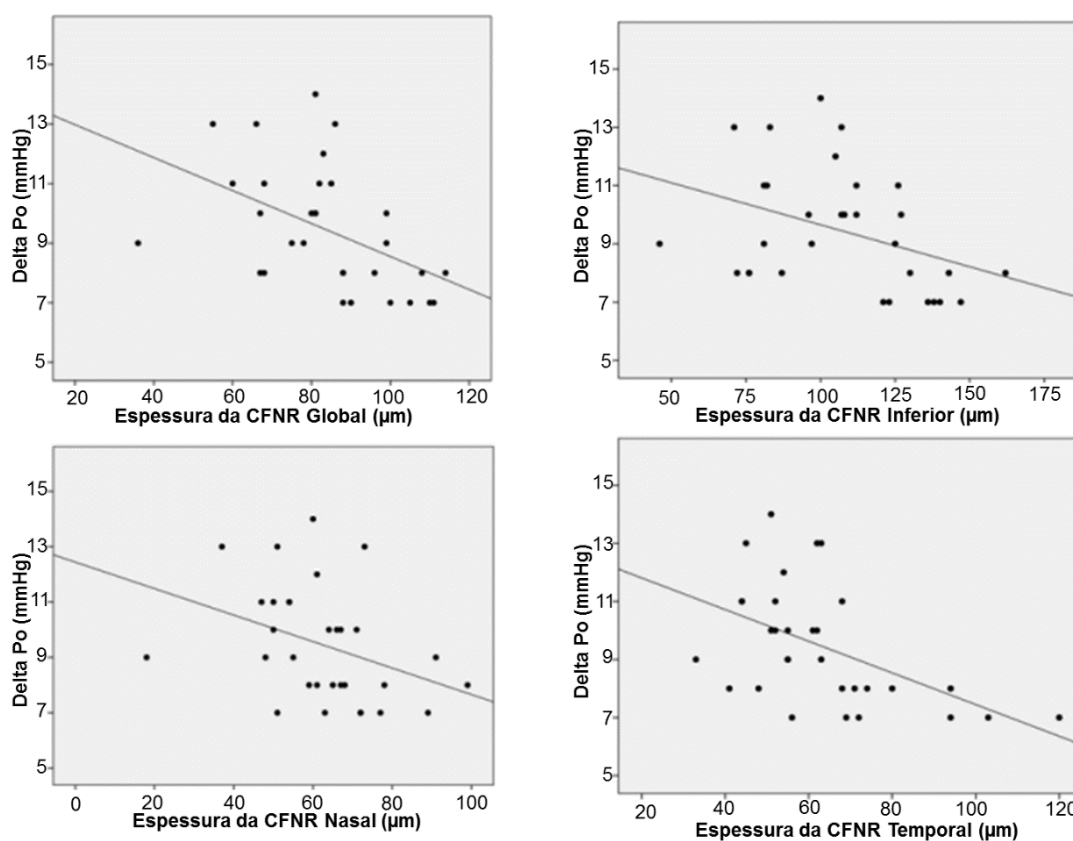 15
13
11
9
7
5
Delta Po (mmHg)
20 40 60 80 100 120
Espessura da CFNR Global (µm)
15
13
11
9
7
5
Delta Po (mmHg)
50 75 100 125 150 175
Espessura da CFNR Inferior (µm)
15
13
11
9
7
5
Delta Po (mmHg)
0 20 40 60 80 100
Espessura da CFNR Nasal (µm)
15
13
11
9
7
5
Delta Po (mmHg)
20 40 60 80 100 120
Espessura da CFNR Temporal (µm)